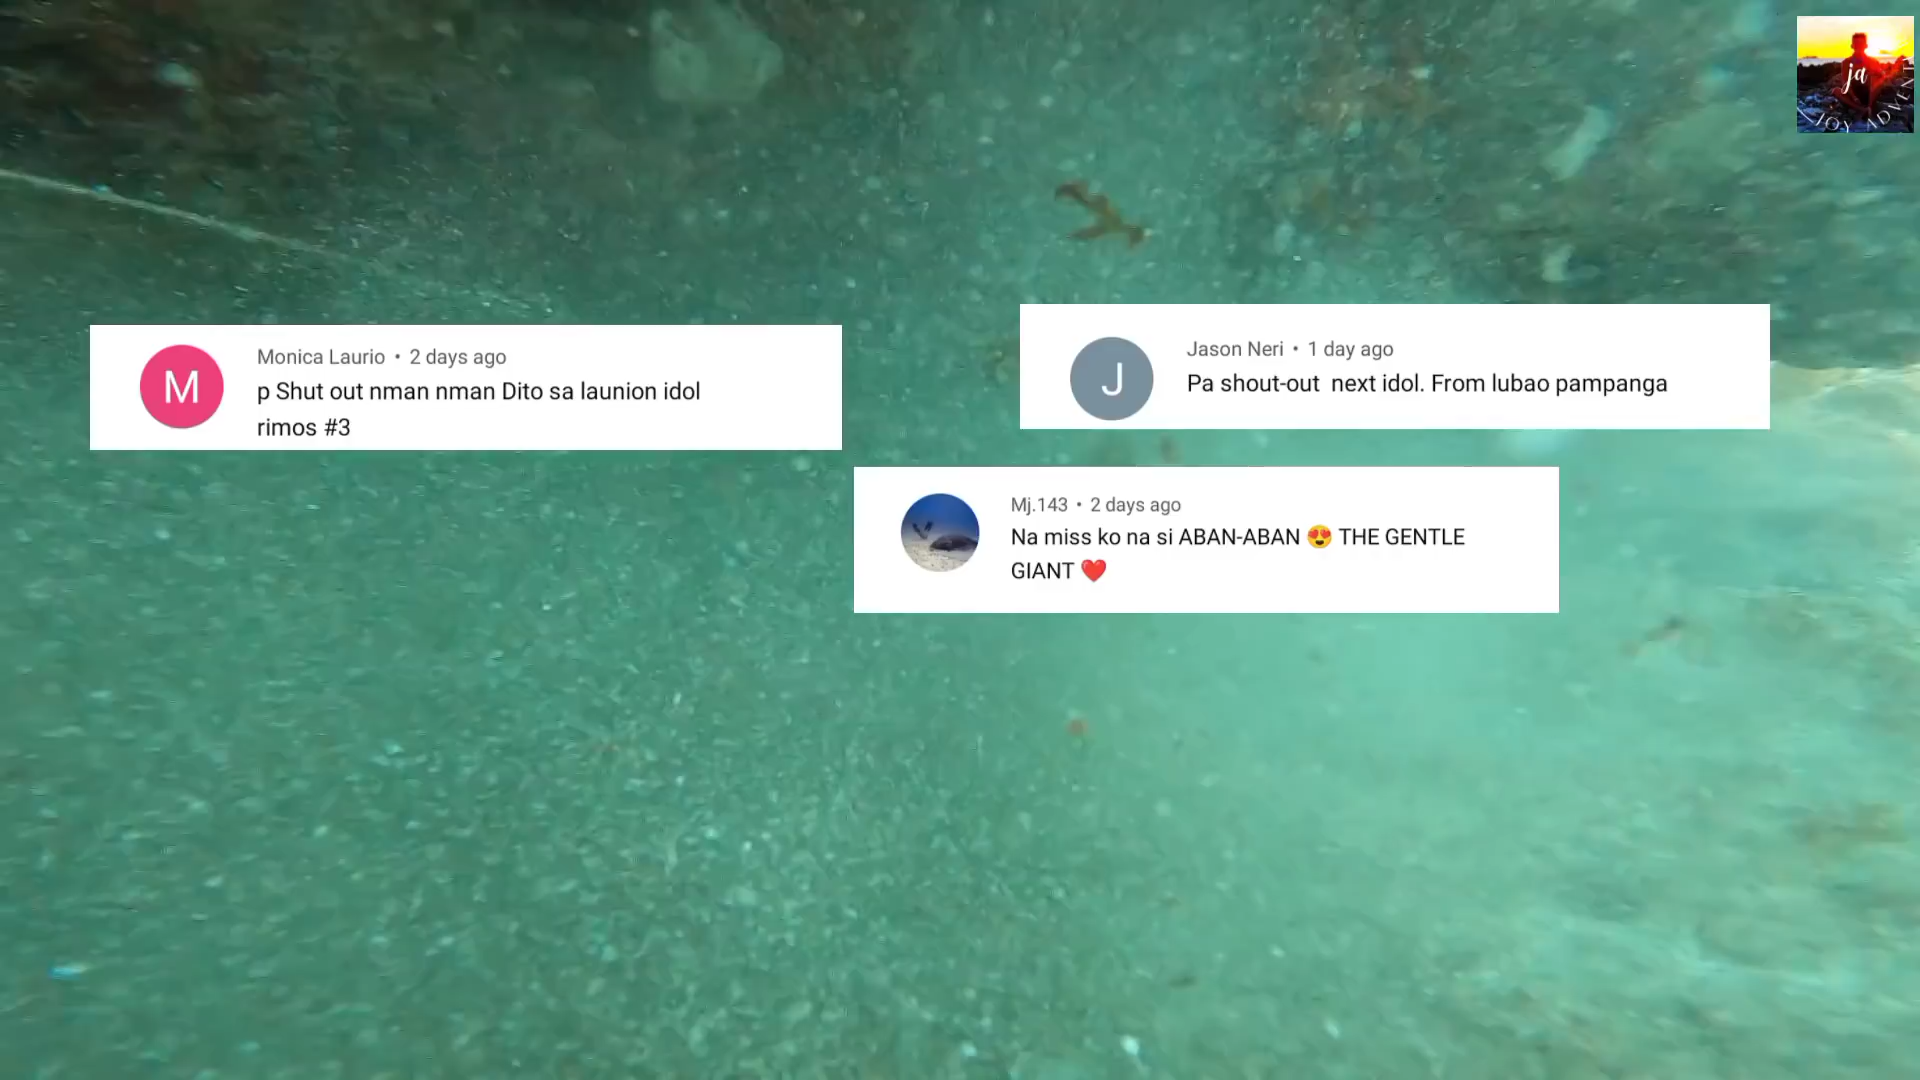 ja
Monica Laurio • 2 days ago
M
p Shut out nman nman Dito sa launion idol
rimos #3
Jason Neri • 1 day ago
J
Pa shout-out next idol. From lubao pampanga
Mj.143 • 2 days ago
Na miss ko na si ABAN-ABAN 😍 THE GENTLE
GIANT ❤️